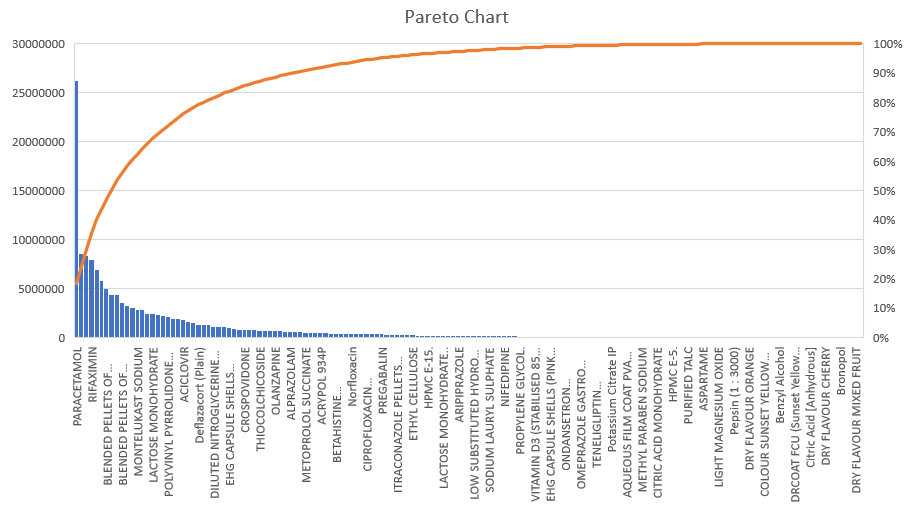 Pareto Chart
30000000
25000000
20000000
15000000
10000000
5000000
0
100%
90%
80%
70%
60%
50%
40%
30%
20%
10%
0%
PARACETAMOL
RIFAXIMIN
BLENDED PELLETS OF...
BLENDED PELLETS OF...
MONTELUKAST SODIUM
LACTOSE MONOHYDRATE
POLYVINYL PYRROLIDONE...
ACICLOVIR
Deflazacort (Plain)
DILUTED NITROGLYCERINE...
EHG CAPSULE SHELLS...
CROSPOVIDONE
THIOCOLCHICOSIDE
OLANZAPINE
ALPRAZOLAM
METOPROLOL SUCCINATE
ACRYPOL 934P
BETAHISTINE...
Norfloxacin
CIPROFLOXACIN...
PREGABALIN
ITRACONAZOLE PELLETS...
ETHYL CELLULOSE
HPMC E-15.
LACTOSE MONOHYDRATE...
ARIPIPRAZOLE
LOW SUBSTITUTED HYDRO...
SODIUM LAURYL SULPHATE
NIFEDIPINE
PROPYLENE GLYCOL
VITAMIN D3 (STABILISED 85...
EHG CAPSULE SHELLS (PINK...
ONDANSETRON...
OMEPRAZOLE GASTRO...
TENELIGLIPTIN...
Potassium Citrate IP
AQUEOUS FILM COAT PVA...
METHYL PARABEN SODIUM
CITRIC ACID MONOHYDRATE
HPMC E-5.
PURIFIED TALC
ASPARTAME
LIGHT MAGNESIUM OXIDE
Pepsin (1 : 3000)
DRY FLAVOUR ORANGE
COLOUR SUNSET YELLOW...
Benzyl Alcohol
DRCOAT FCU (Sunset Yellow...
Citric Acid [Anhydrous]
DRY FLAVOUR CHERRY
Bronopol
DRY FLAVOUR MIXED FRUIT